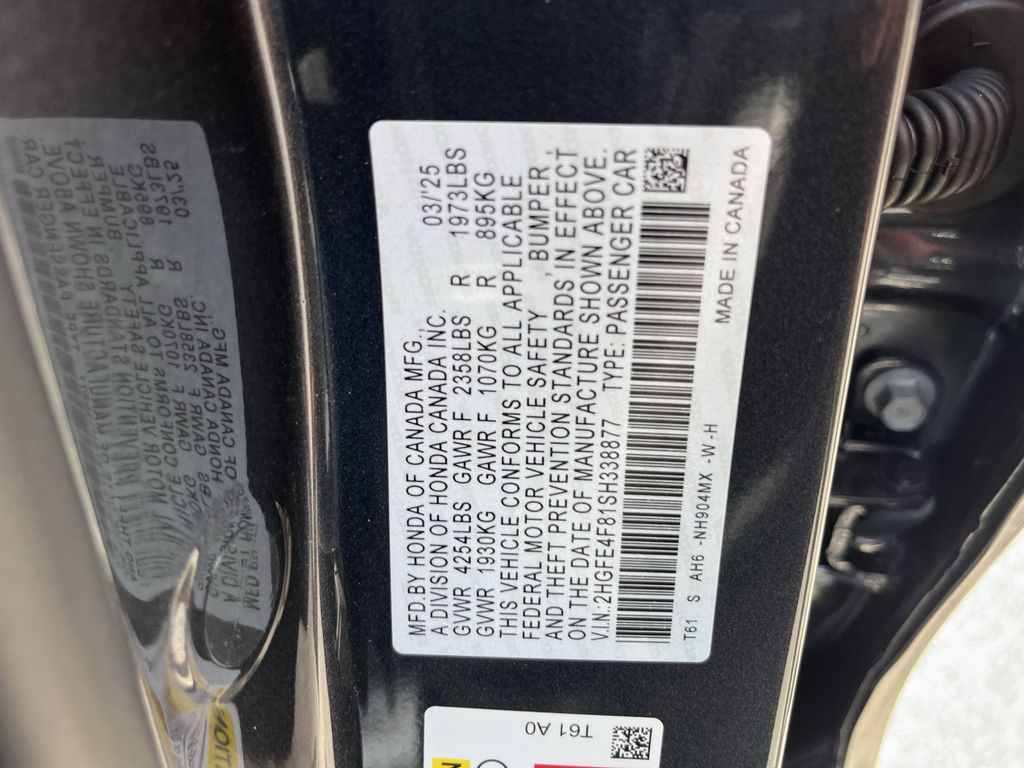 MFD BY HONDA OF CANADA MFG., 03/'25
A DIVISION OF HONDA CANADA INC.
GVWR 4254LBS GAWR F 2358LBS R 1973LBS
GVWR 1930KG GAWR F 1070KG R 895KG
THIS VEHICLE CONFORMS TO ALL APPLICABLE
FEDERAL MOTOR VEHICLE SAFETY, BUMPER
AND THEFT PREVENTION STANDARDS, IN EFFECT
ON THE DATE OF MANUFACTURE SHOWN ABOVE.
V.I.N.:2HGFE4F81SH338877 TYPE: PASSENGER CAR
T61 S AH6 -NH904MX -W-H
MADE IN CANADA
T61 A0